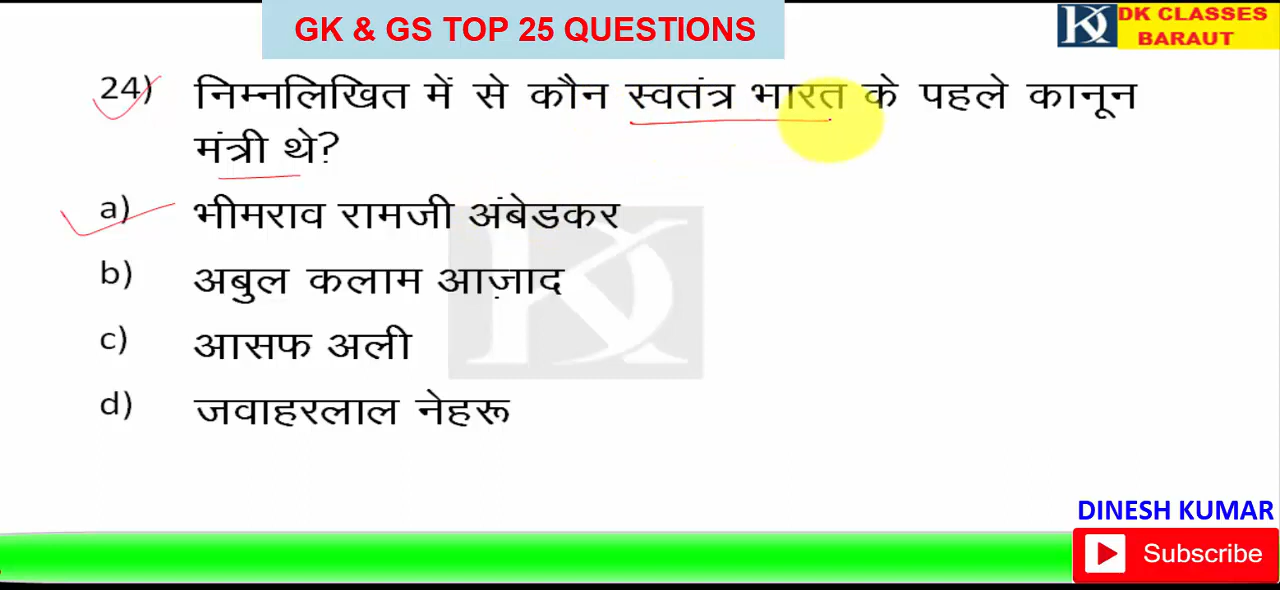 GK & GS TOP 25 QUESTIONS
DK CLASSES
BARAUT
24) निम्नलिखित में से कौन स्वतंत्र भारत के पहले कानून
मंत्री थे?
a) भीमराव रामजी अंबेडकर
b) अबुल कलाम आज़ाद
c) आसफ अली
d) जवाहरलाल नेहरू
DINESH KUMAR
Subscribe